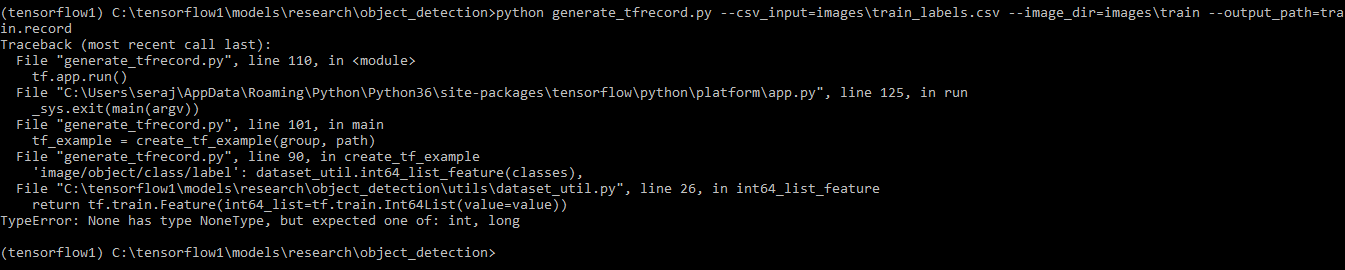 (tensorflow1) C:\tensorflow1\models\research\object_detection>python generate_tfrecord.py --csv_input=images\train_labels.csv --image_dir=images\train --output_path=tra
in.record
Traceback (most recent call last):
  File "generate_tfrecord.py", line 110, in <module>
    tf.app.run()
  File "C:\Users\seraj\AppData\Roaming\Python\Python36\site-packages\tensorflow\python\platform\app.py", line 125, in run
    _sys.exit(main(argv))
  File "generate_tfrecord.py", line 101, in main
    tf_example = create_tf_example(group, path)
  File "generate_tfrecord.py", line 90, in create_tf_example
    'image/object/class/label': dataset_util.int64_list_feature(classes),
  File "C:\tensorflow1\models\research\object_detection\utils\dataset_util.py", line 26, in int64_list_feature
    return tf.train.Feature(int64_list=tf.train.Int64List(value=value))
TypeError: None has type NoneType, but expected one of: int, long

(tensorflow1) C:\tensorflow1\models\research\object_detection>